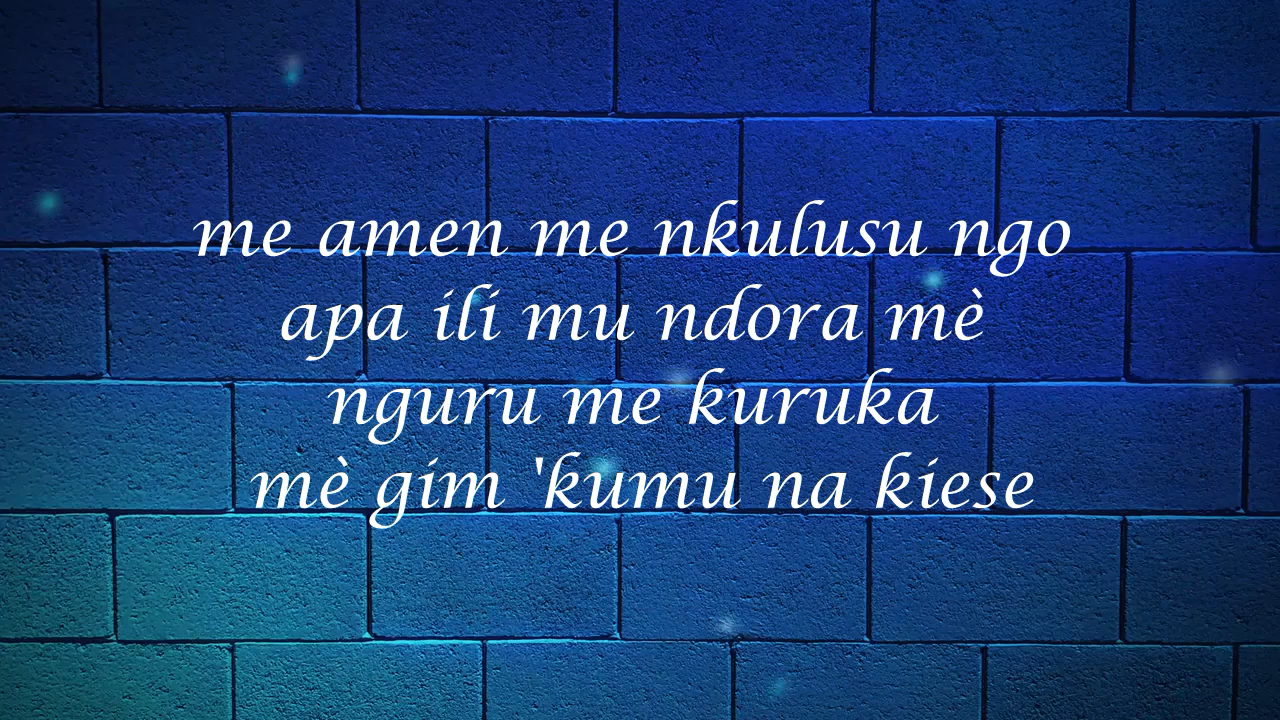 me amen me nkulusu ngo
apa ili mu ndora mè
nguru me kuruka
mè gim 'kumu na kiese